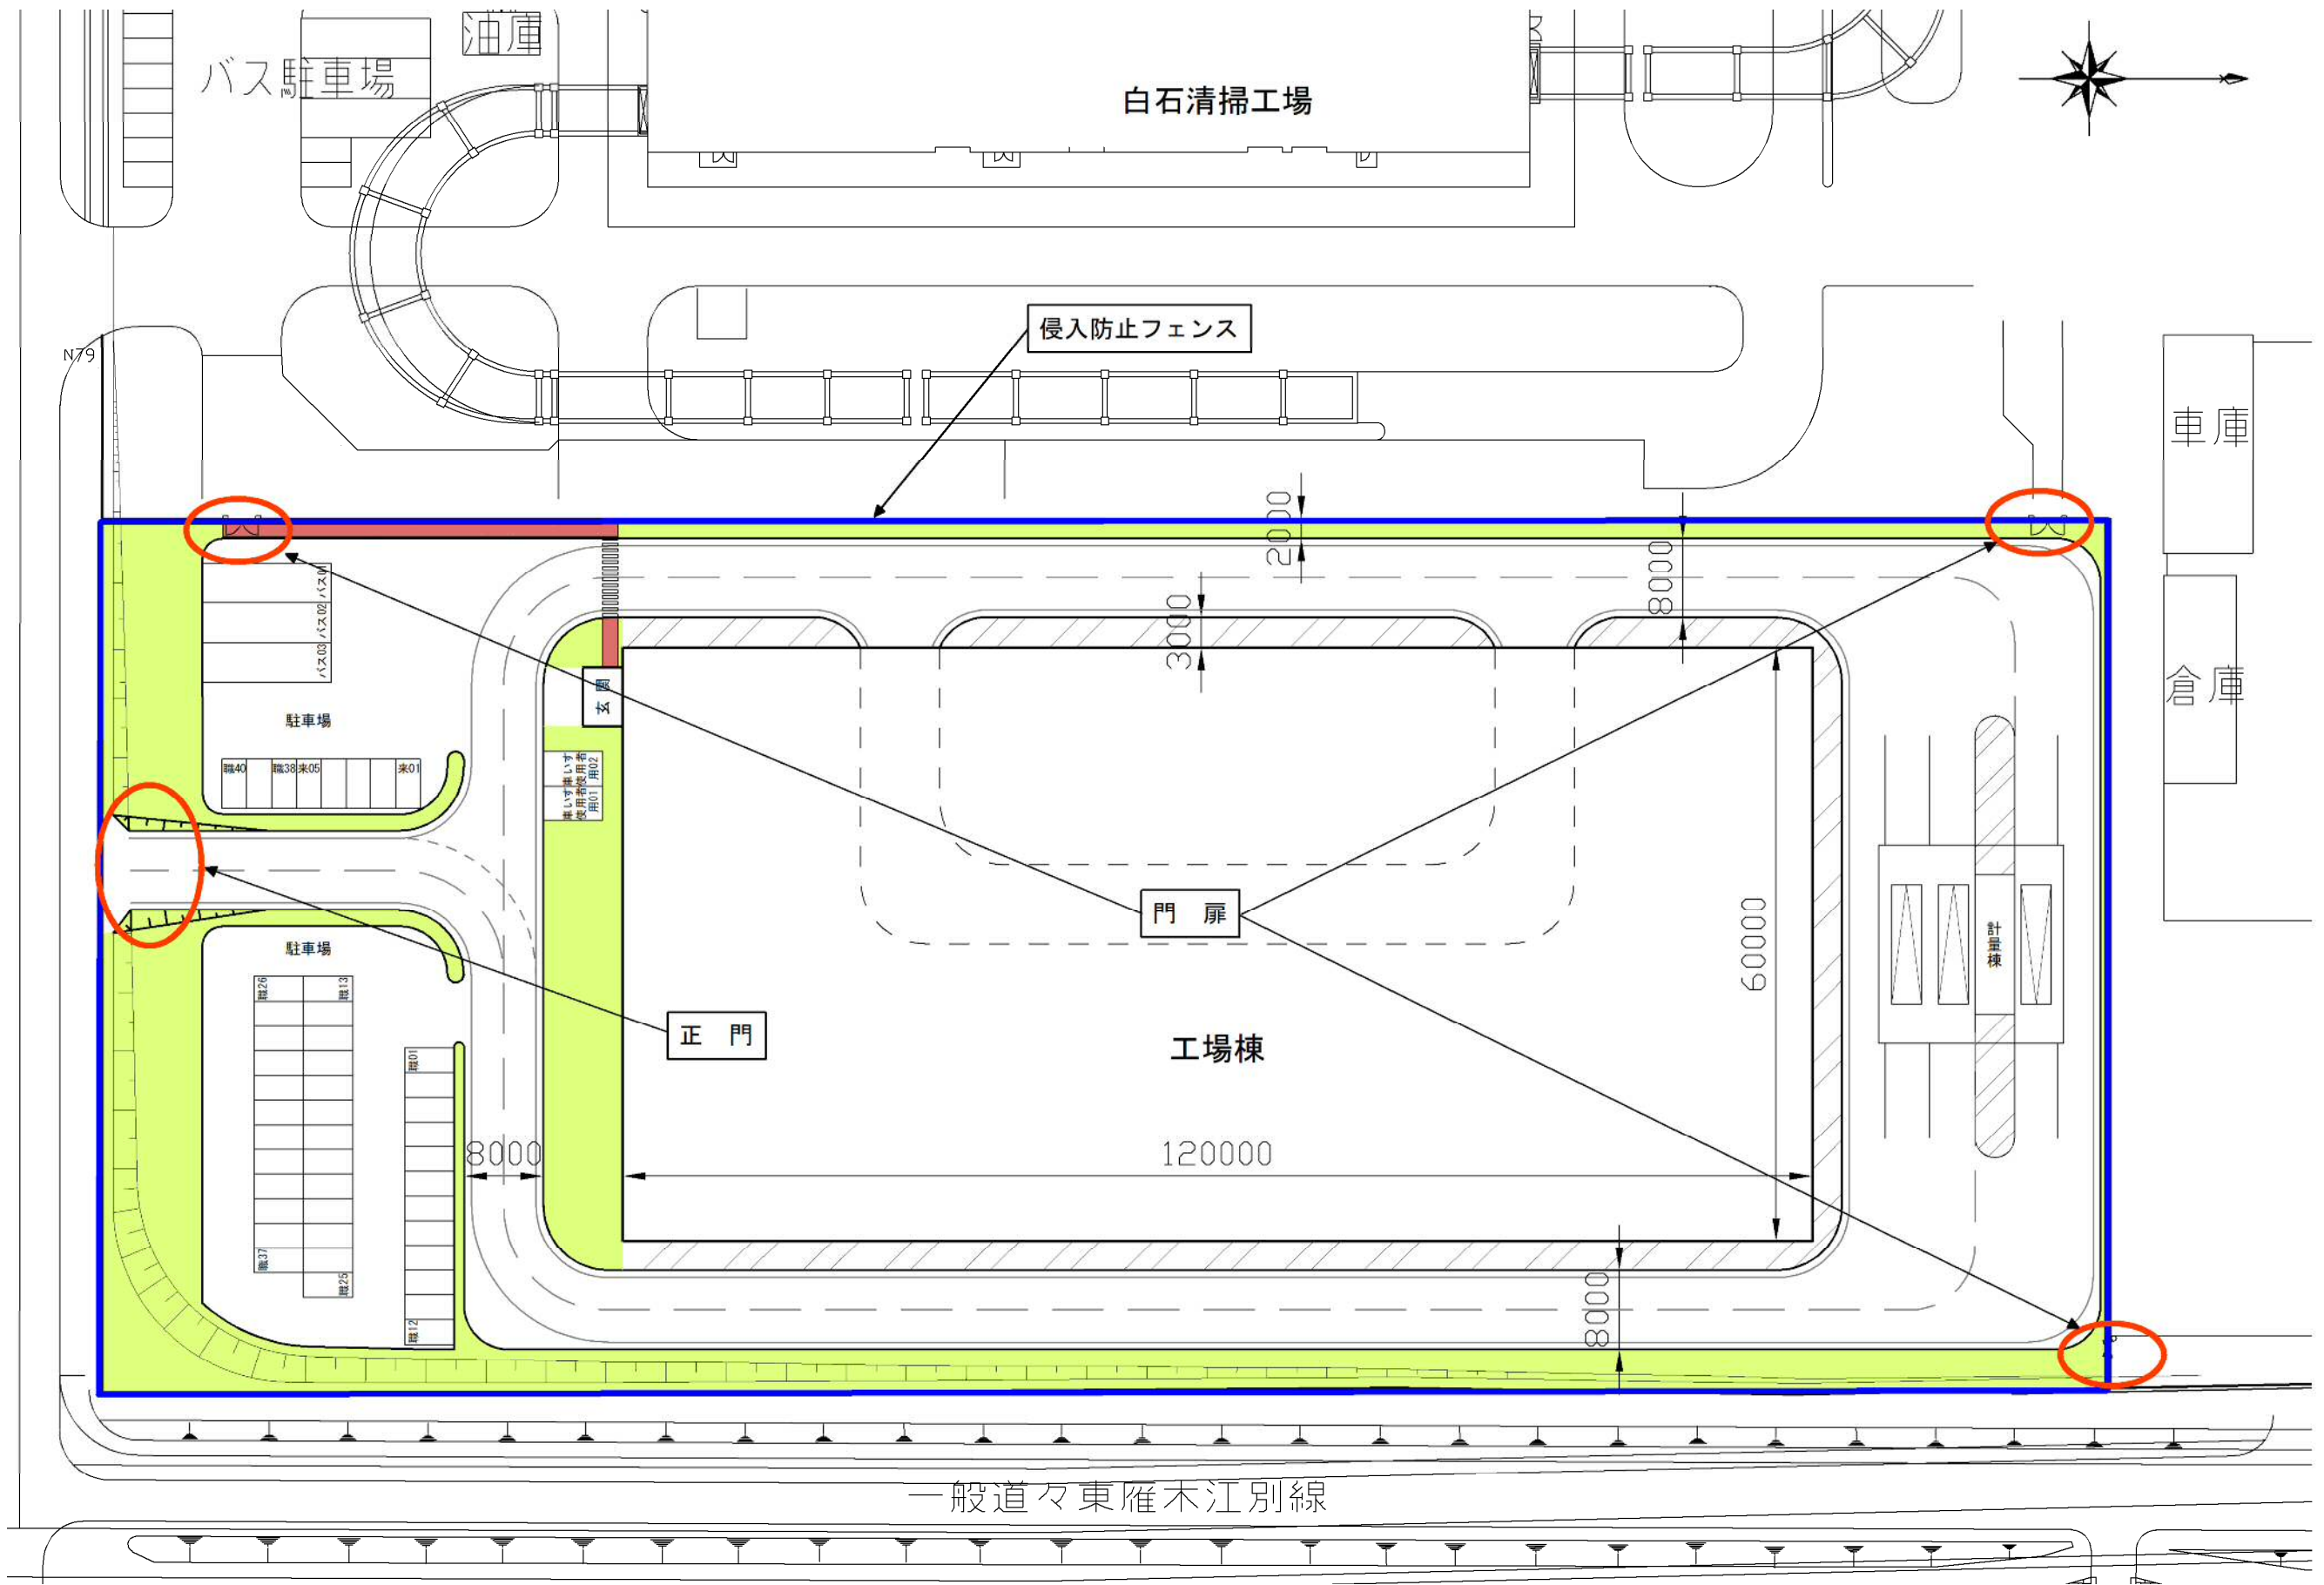 油庫
バス駐車場
白石清掃工場
侵入防止フェンス
N79
車庫
2000
8000
バス01
バス02
バス03
3000
倉庫
玄関
駐車場
職40
職38
来05
来01
車いす使用者用02
車いす使用者用01
門 扉
60000
計量棟
駐車場
職26
職13
正 門
工場棟
職01
8000
120000
職37
職25
職12
8000
一般道々東雁木江別線